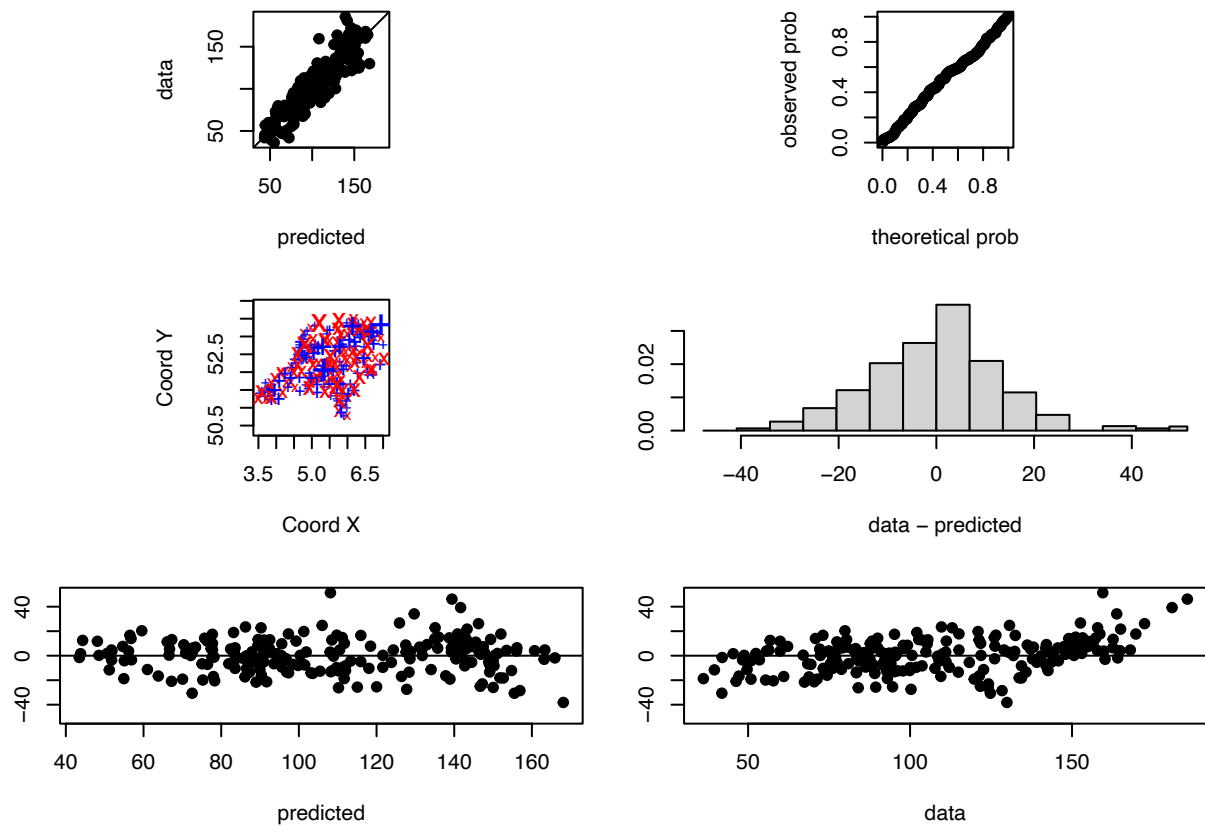 data
150
50
50 150
predicted
observed prob
0.8
0.4
0.0
0.0 0.4 0.8
theoretical prob
Coord Y
52.5
50.5
3.5 5.0 6.5
Coord X
0.02
0.00
−40 −20 0 20 40
data − predicted
40
0
−40
40 60 80 100 120 140 160
predicted
40
0
−40
50 100 150
data